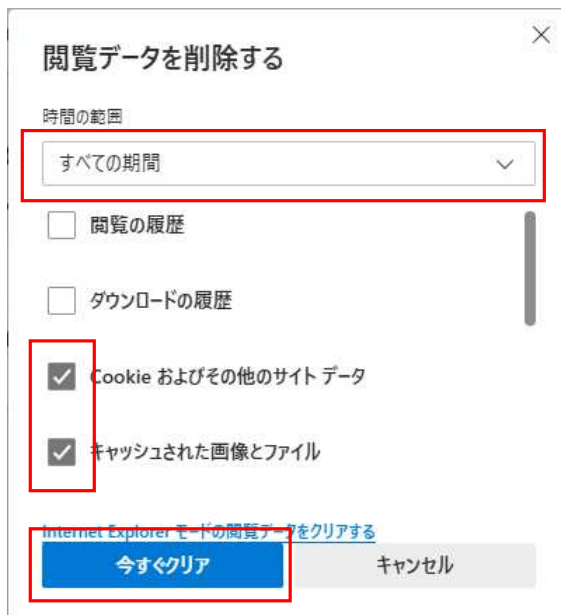 閲覧データを削除する
時間の範囲
すべての期間
閲覧の履歴
ダウンロードの履歴
Cookie およびその他のサイト データ
キャッシュされた画像とファイル
Internet Explorer モードの閲覧データをクリアする
今すぐクリア
キャンセル